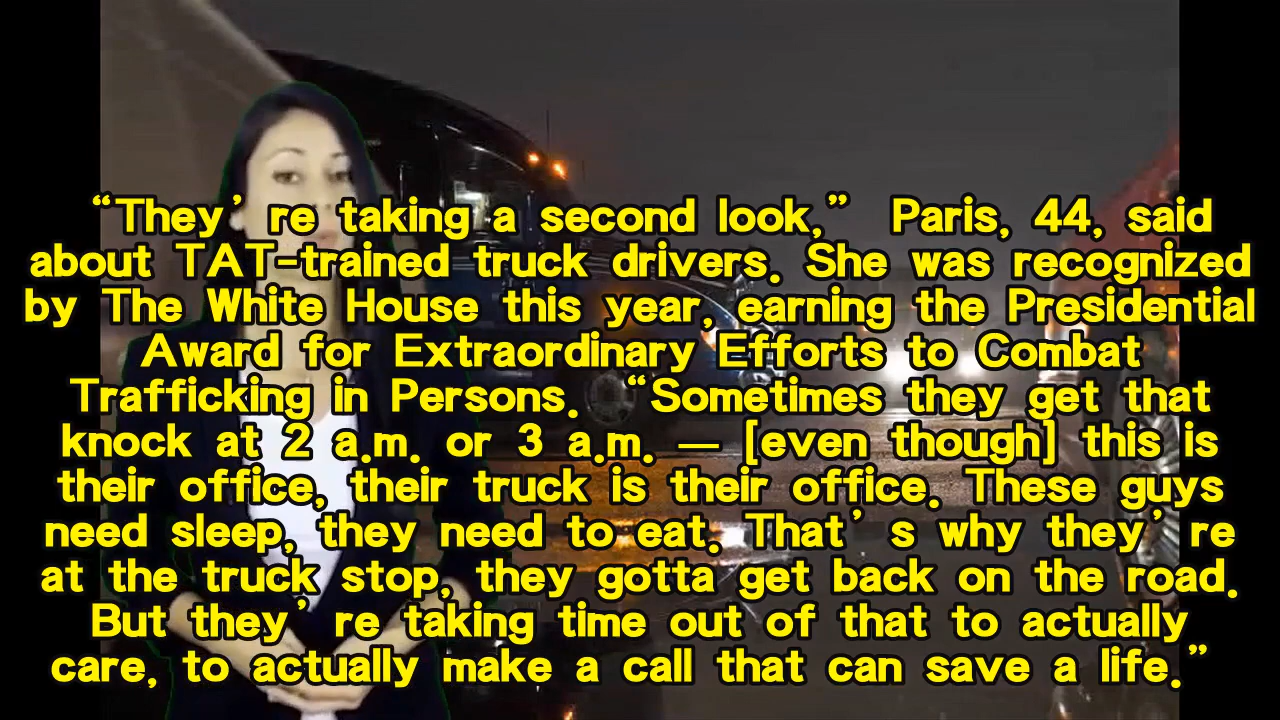 “They’re taking a second look,” Paris, 44, said
about TAT-trained truck drivers. She was recognized
by The White House this year, earning the Presidential
Award for Extraordinary Efforts to Combat
Trafficking in Persons. “Sometimes they get that
knock at 2 a.m. or 3 a.m. — [even though] this is
their office, their truck is their office. These guys
need sleep, they need to eat. That’s why they’re
at the truck stop, they gotta get back on the road.
But they’re taking time out of that to actually
care, to actually make a call that can save a life.”